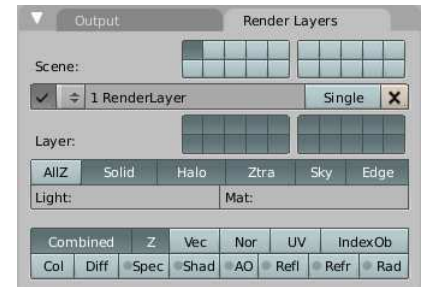 Output Render Layers
Scene:
1 RenderLayer Single X
Layer:
AllZ Solid Halo Ztra Sky Edge
Light: Mat:
Combined Z Vec Nor UV IndexOb
Col Diff Spec Shad AO Refl Refr Rad